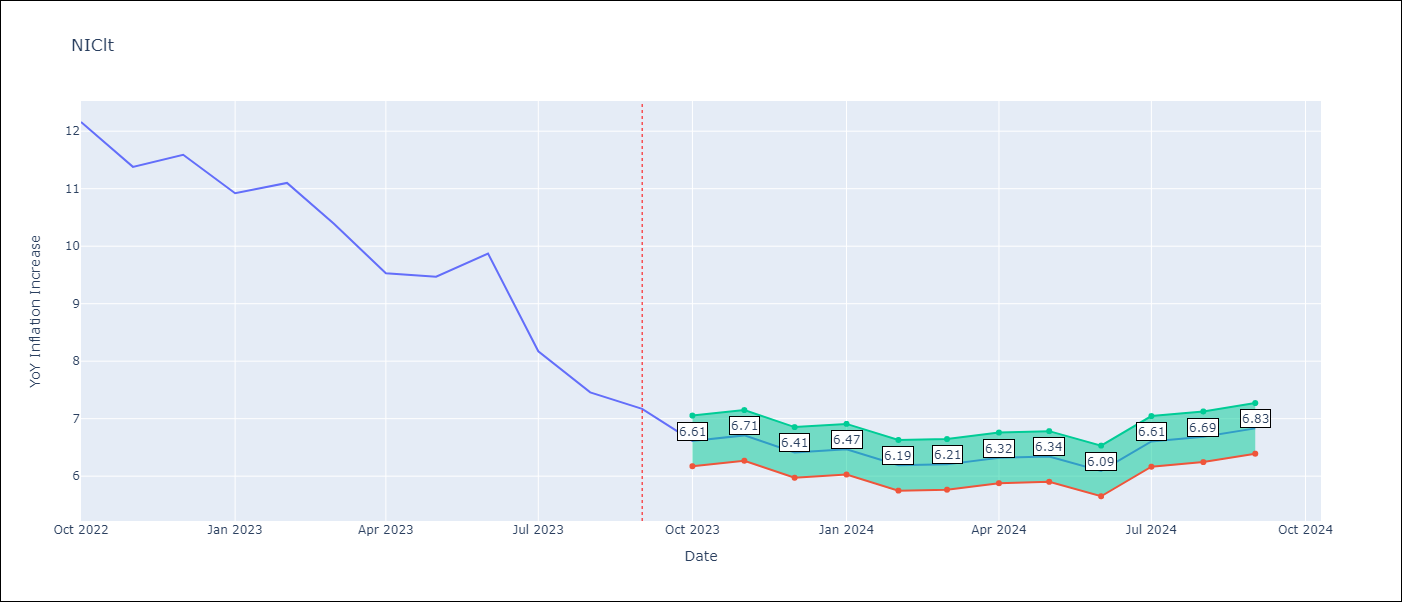 NIClt
YoY Inflation Increase
12
11
10
9
8
7
6
6.61
6.71
6.41
6.47
6.19
6.21
6.32
6.34
6.09
6.61
6.69
6.83
Oct 2022
Jan 2023
Apr 2023
Jul 2023
Oct 2023
Jan 2024
Apr 2024
Jul 2024
Oct 2024
Date